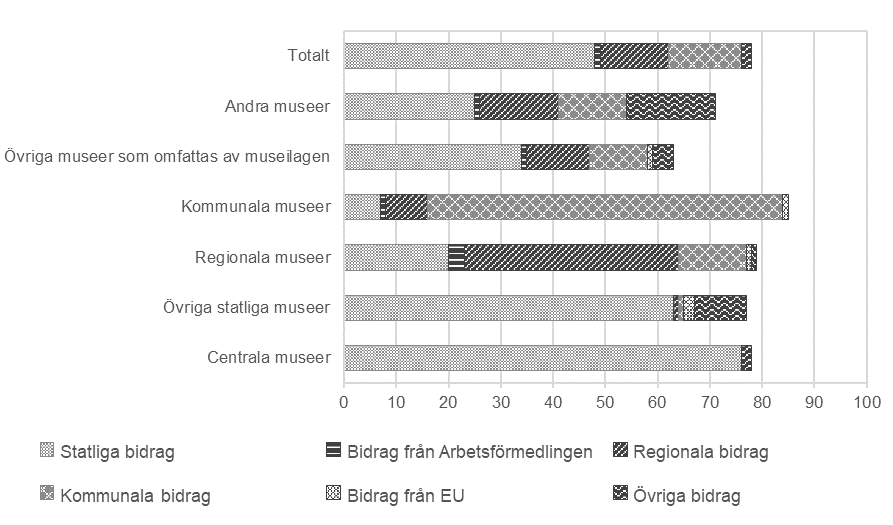 Totalt
Andra museer
Övriga museer som omfattas av museilagen
Kommunala museer
Regionala museer
Övriga statliga museer
Centrala museer
0 10 20 30 40 50 60 70 80 90 100
Statliga bidrag Bidrag från Arbetsförmedlingen Regionala bidrag
Kommunala bidrag Bidrag från EU Övriga bidrag